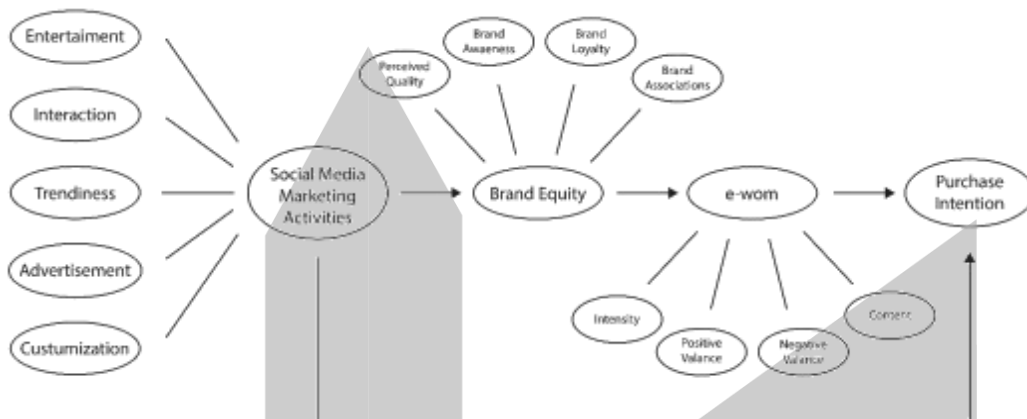 Entertaiment
Interaction
Trendiness
Advertisement
Custumization
Social Media
Marketing
Activities
Perceived
Quality
Brand
Awaeness
Brand
Loyalty
Brand
Associations
Brand Equity
e-wom
Purchase
Intention
Intensity
Positive
Valance
Negative
Valance
Content